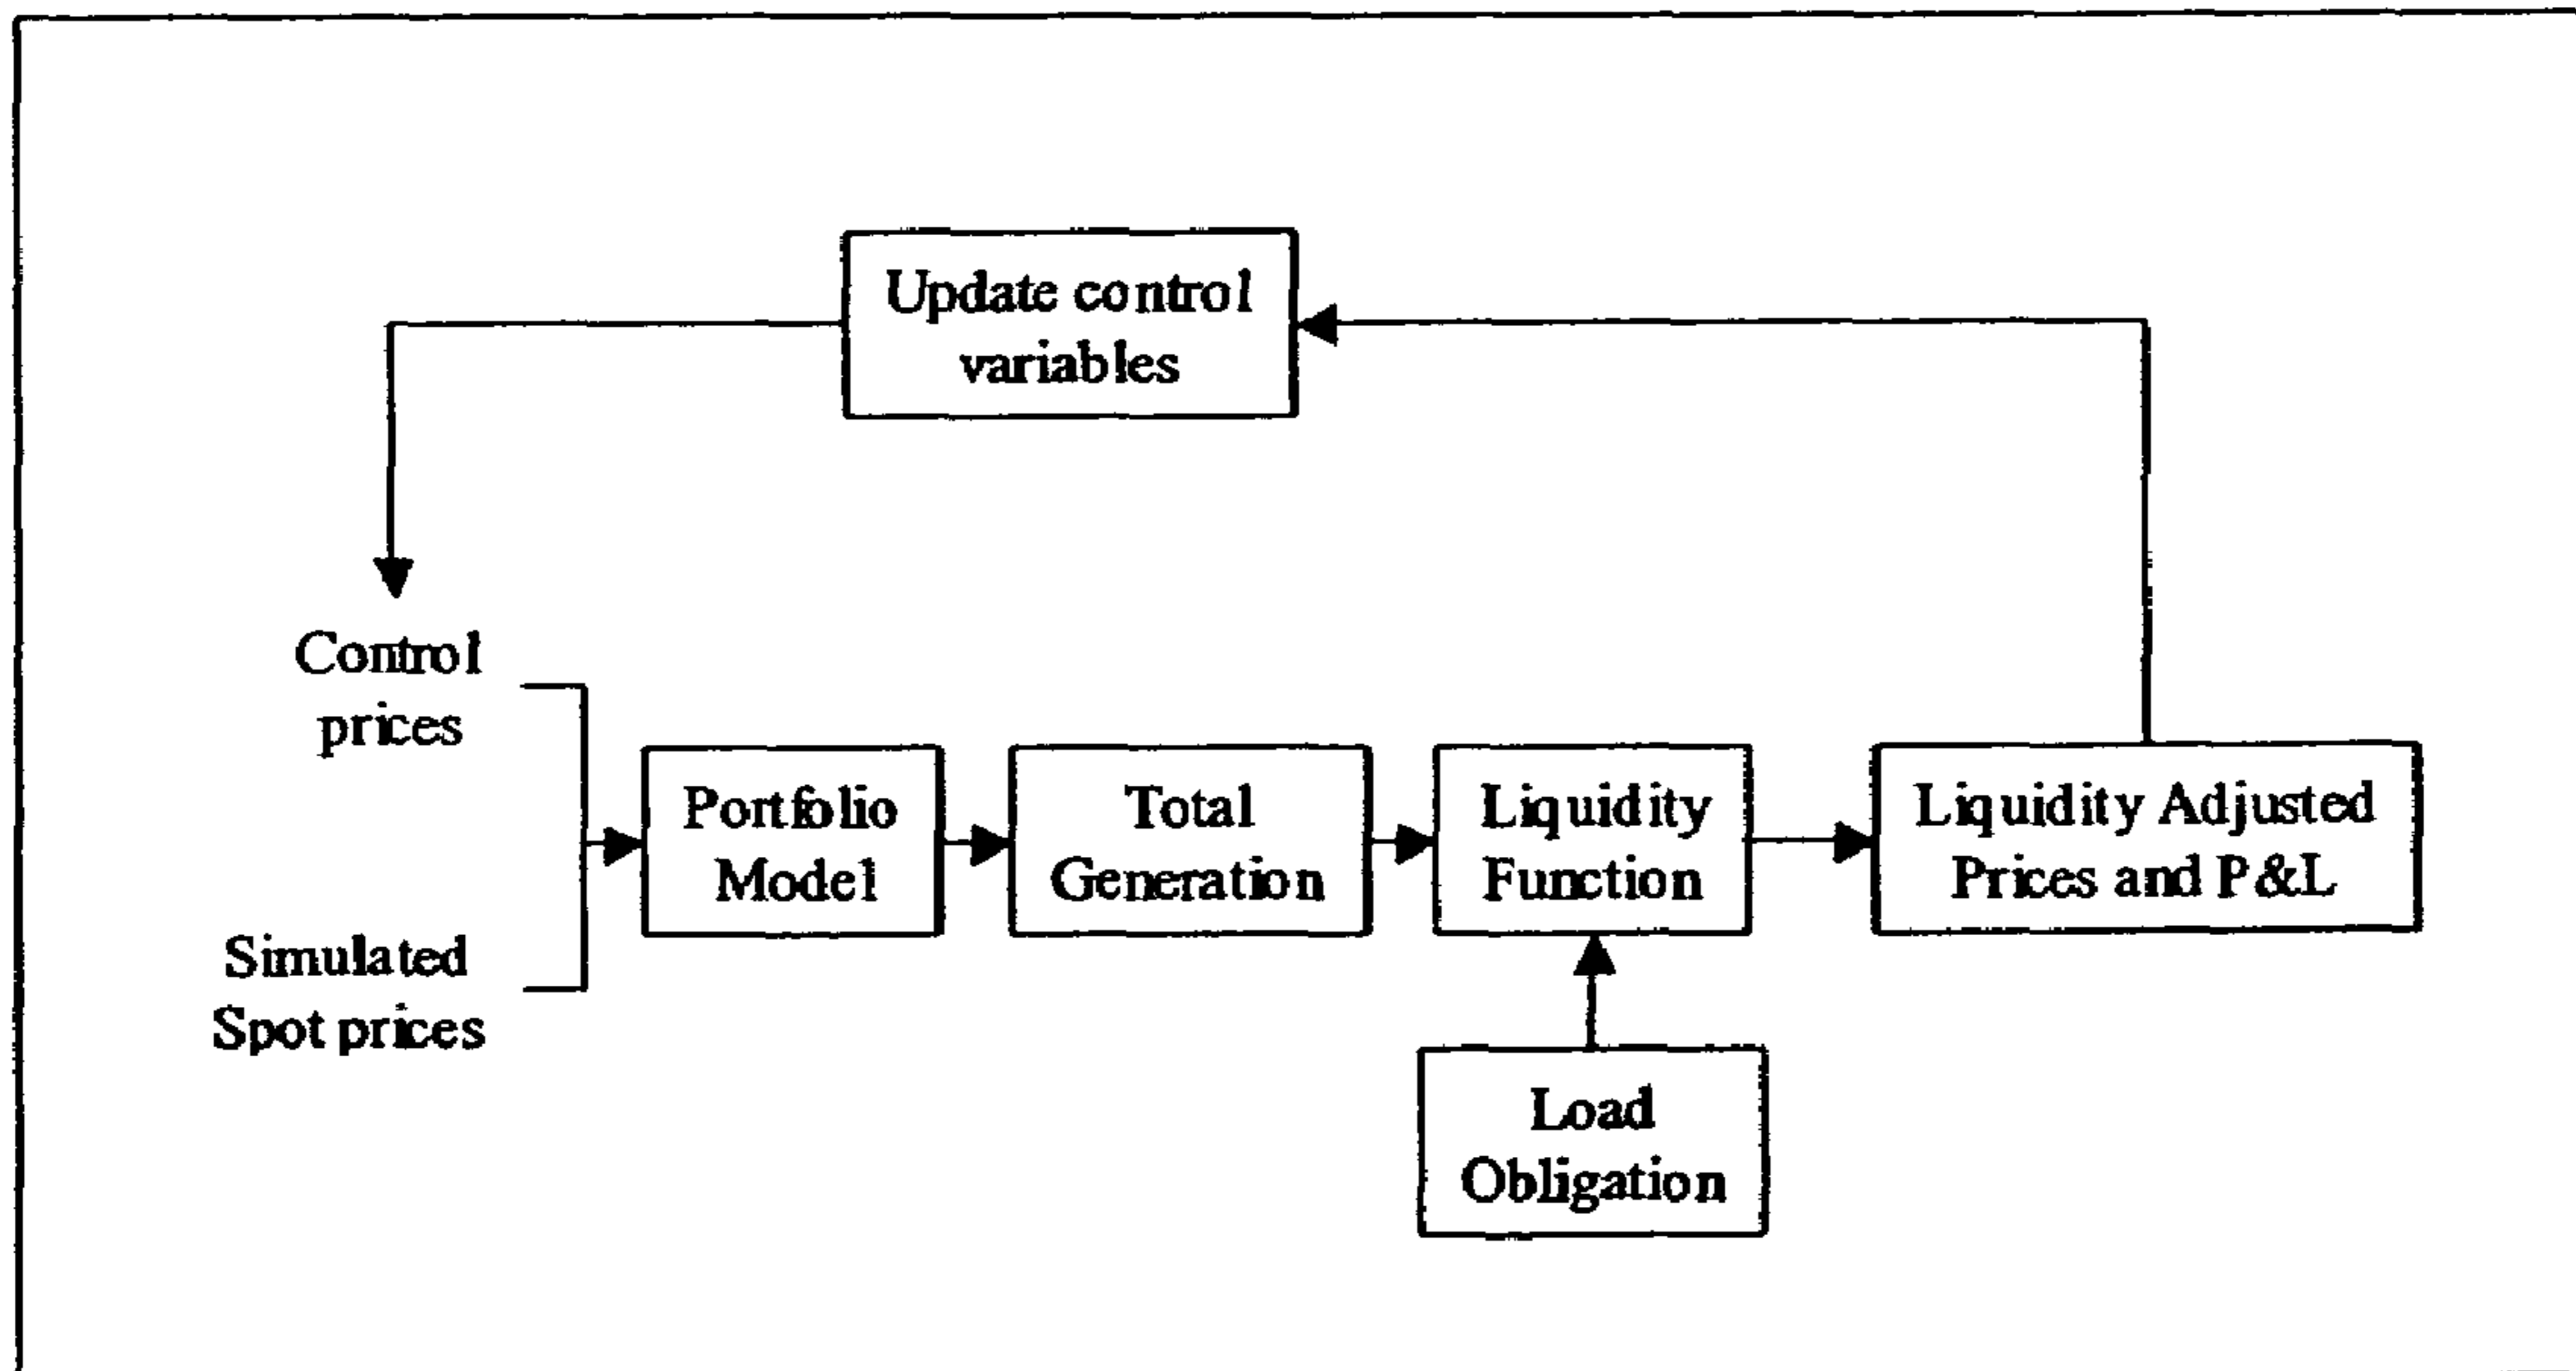 Update control
variables
Control
prices
Simulated
Spot prices
Portfolio
Model
Total
Generation
Liquidity
Function
Liquidity Adjusted
Prices and P&L
Load
Obligation